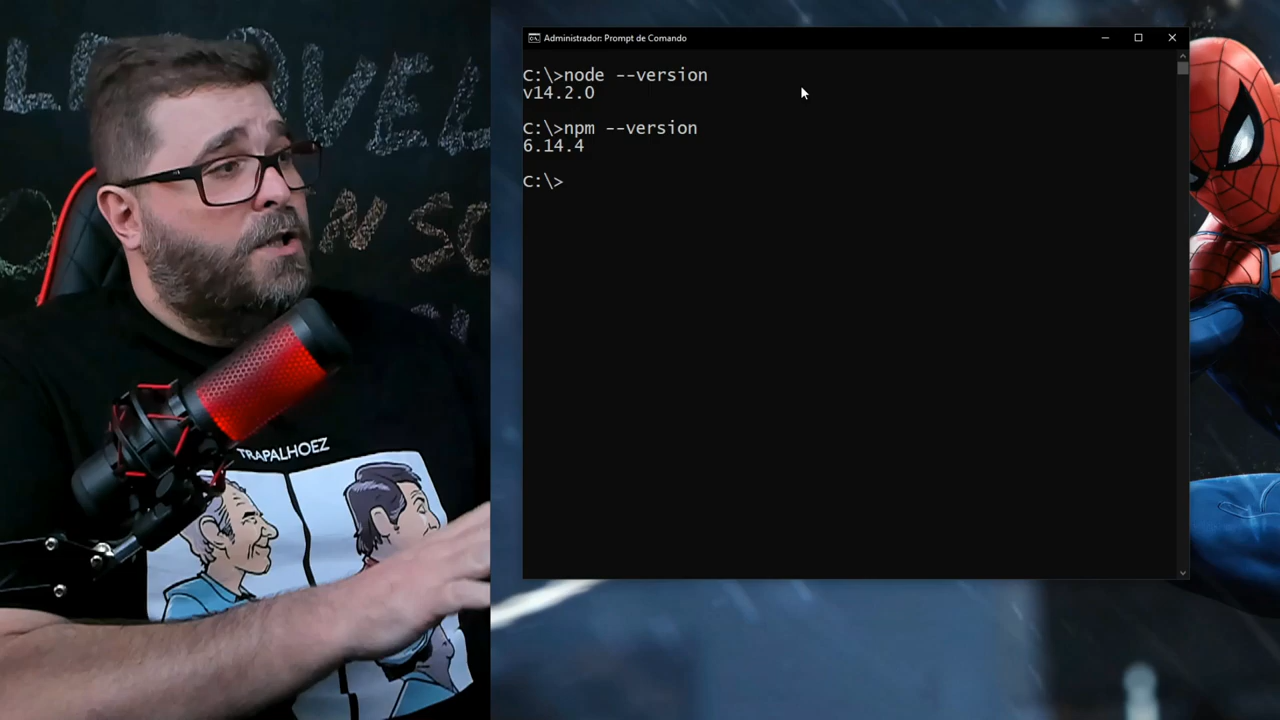 Administrador: Prompt de Comando
C:\>node --version
v14.2.0
C:\>npm --version
6.14.4
C:\>
TRAPALHOEZ